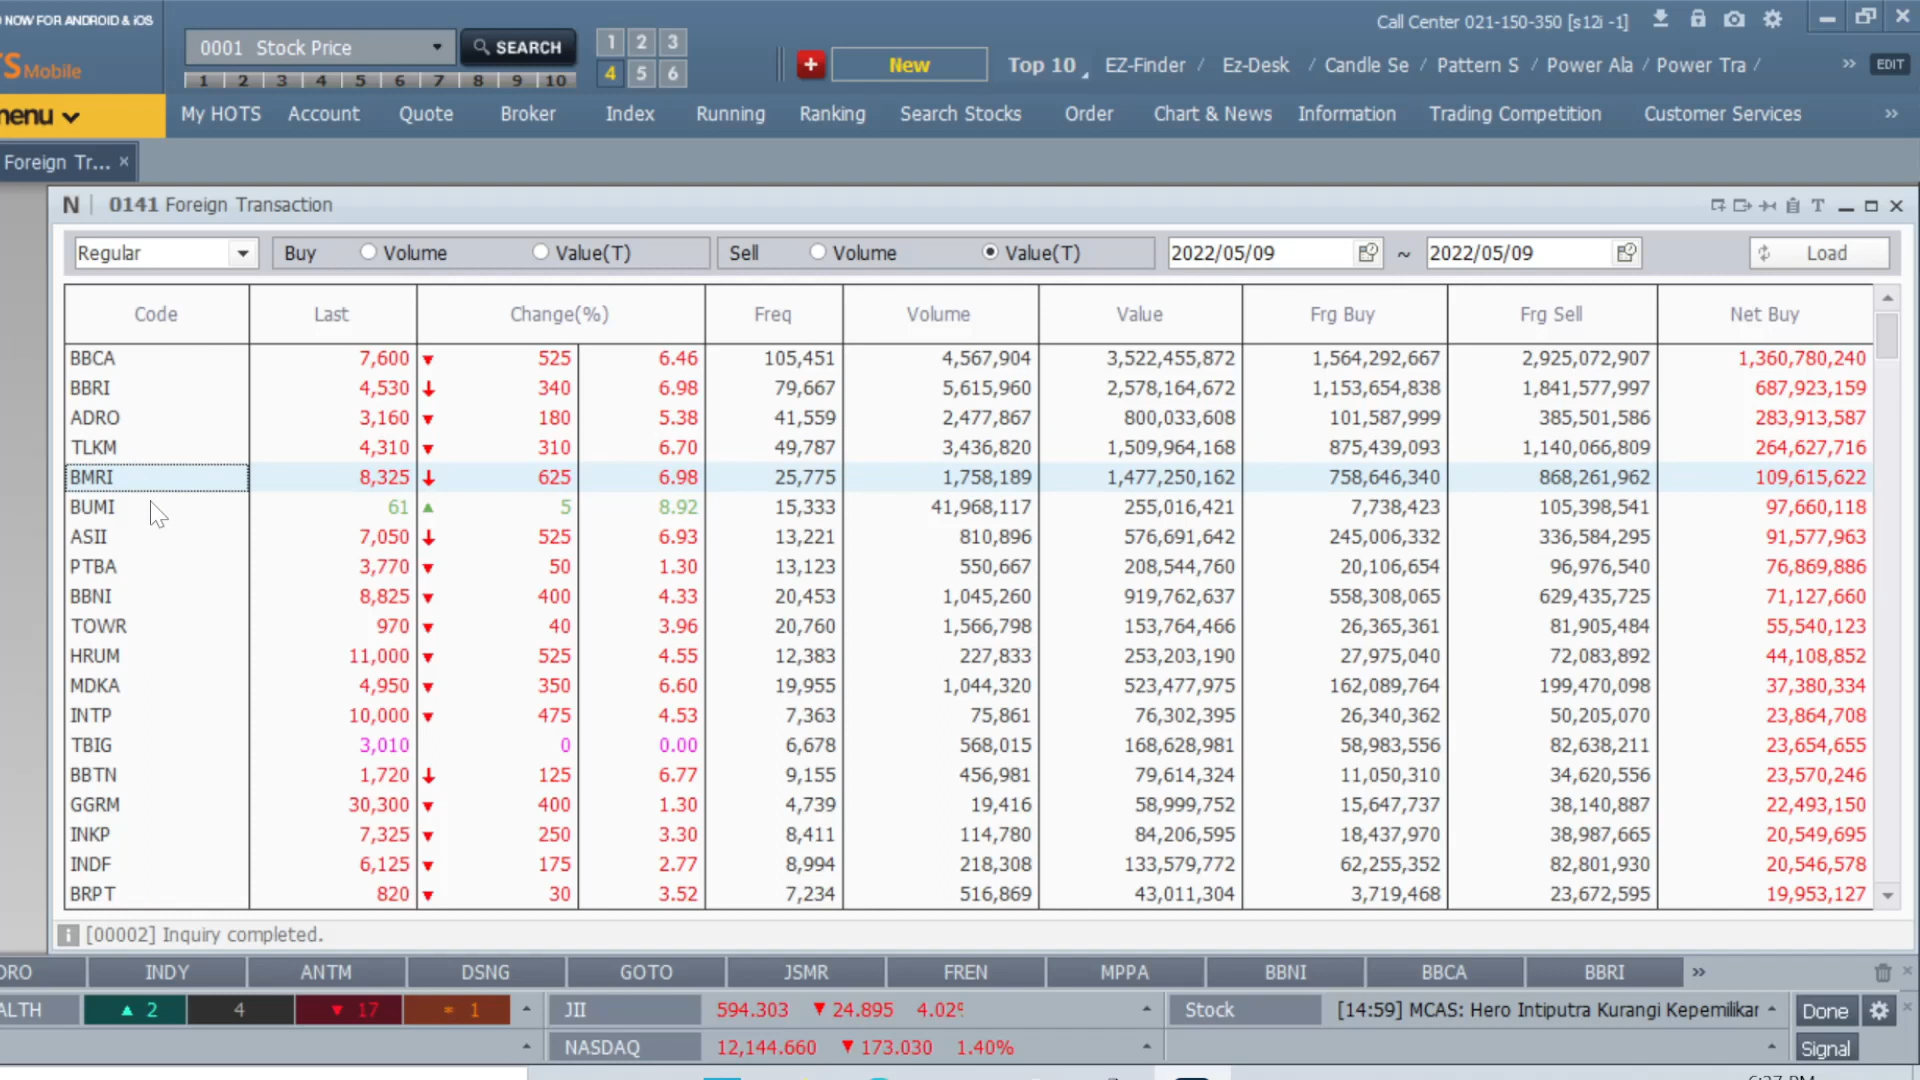 NOW FOR ANDROID & iOS
Mobile
0001 Stock Price
SEARCH
1 2 3
4 5 6
1 2 3 4 5 6 7 8 9 10
Call Center 021-150-350 [s12i -1]
New
Top 10 EZ-Finder / Ez-Desk / Candle Se / Pattern S / Power Ala / Power Tra / » EDIT
menu
My HOTS Account Quote Broker Index Running Ranking Search Stocks Order Chart & News Information Trading Competition Customer Services »
Foreign Tr... ×
N 0141 Foreign Transaction
Regular Buy Volume Value(T) Sell Volume Value(T) 2022/05/09 ~ 2022/05/09 Load
Code Last Change(%) Freq Volume Value Frg Buy Frg Sell Net Buy
BBCA 7,600 ▼ 525 6.46 105,451 4,567,904 3,522,455,872 1,564,292,667 2,925,072,907 1,360,780,240
BBRI 4,530 ↓ 340 6.98 79,667 5,615,960 2,578,164,672 1,153,654,838 1,841,577,997 687,923,159
ADRO 3,160 ▼ 180 5.38 41,559 2,477,867 800,033,608 101,587,999 385,501,586 283,913,587
TLKM 4,310 ▼ 310 6.70 49,787 3,436,820 1,509,964,168 875,439,093 1,140,066,809 264,627,716
BMRI 8,325 ↓ 625 6.98 25,775 1,758,189 1,477,250,162 758,646,340 868,261,962 109,615,622
BUMI 61 ▲ 5 8.92 15,333 41,968,117 255,016,421 7,738,423 105,398,541 97,660,118
ASII 7,050 ↓ 525 6.93 13,221 810,896 576,691,642 245,006,332 336,584,295 91,577,963
PTBA 3,770 ▼ 50 1.30 13,123 550,667 208,544,760 20,106,654 96,976,540 76,869,886
BBNI 8,825 ▼ 400 4.33 20,453 1,045,260 919,762,637 558,308,065 629,435,725 71,127,660
TOWR 970 ▼ 40 3.96 20,760 1,566,798 153,764,466 26,365,361 81,905,484 55,540,123
HRUM 11,000 ▼ 525 4.55 12,383 227,833 253,203,190 27,975,040 72,083,892 44,108,852
MDKA 4,950 ▼ 350 6.60 19,955 1,044,320 523,477,975 162,089,764 199,470,098 37,380,334
INTP 10,000 ▼ 475 4.53 7,363 75,861 76,302,395 26,340,362 50,205,070 23,864,708
TBIG 3,010 0 0.00 6,678 568,015 168,628,981 58,983,556 82,638,211 23,654,655
BBTN 1,720 ↓ 125 6.77 9,155 456,981 79,614,324 11,050,310 34,620,556 23,570,246
GGRM 30,300 ▼ 400 1.30 4,739 19,416 58,999,752 15,647,737 38,140,887 22,493,150
INKP 7,325 ▼ 250 3.30 8,411 114,780 84,206,595 18,437,970 38,987,665 20,549,695
INDF 6,125 ▼ 175 2.77 8,994 218,308 133,579,772 62,255,352 82,801,930 20,546,578
BRPT 820 ▼ 30 3.52 7,234 516,869 43,011,304 3,719,468 23,672,595 19,953,127
[00002] Inquiry completed.
DRO INDY ANTM DSNG GOTO JSMR FREN MPPA BBNI BBCA BBRI »
ALTH ▲ 2 4 ▼ 17 = 1 JII 594.303 ▼ 24.895 4.02 Stock [14:59] MCAS: Hero Intiputra Kurangi Kepemilikar Done
NASDAQ 12,144.660 ▼ 173.030 1.40% Signal